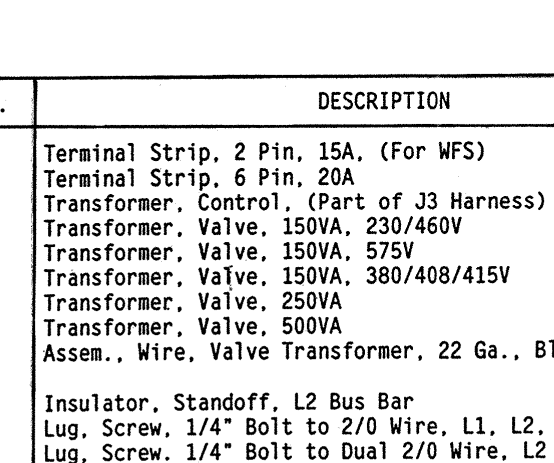 DESCRIPTION
Terminal Strip, 2 Pin, 15A, (For WFS)
Terminal Strip, 6 Pin, 20A
Transformer, Control, (Part of J3 Harness)
Transformer, Valve, 150VA, 230/460V
Transformer, Valve, 150VA, 575V
Transformer, Valve, 150VA, 380/408/415V
Transformer, Valve, 250VA
Transformer, Valve, 500VA
Assem., Wire, Valve Transformer, 22 Ga.,
Insulator, Standoff, L2 Bus Bar
Lug, Screw, 1/4" Bolt to 2/0 Wire, L1, L2,
Lug, Screw, 1/4" Bolt to Dual 2/0 Wire, L2